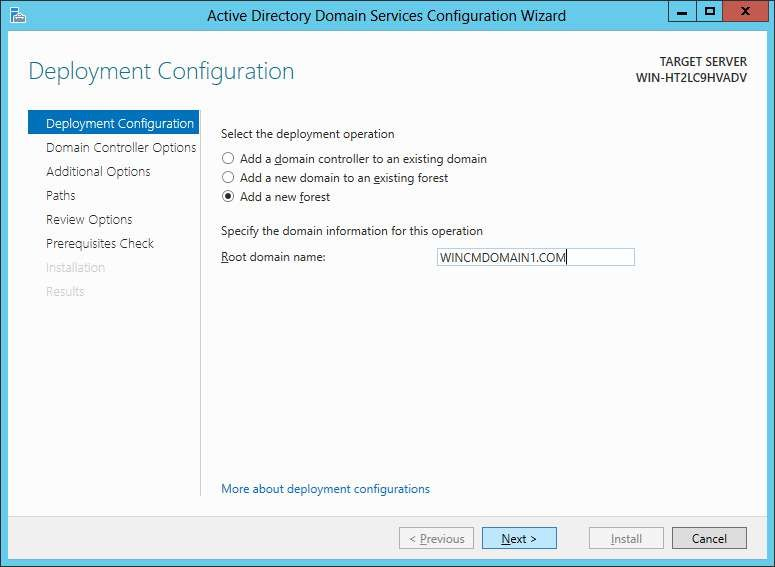 Active Directory Domain Services Configuration Wizard
Deployment Configuration
TARGET SERVER
WIN-HT2LC9HVADV
Deployment Configuration
Domain Controller Options
Additional Options
Paths
Review Options
Prerequisites Check
Installation
Results
Select the deployment operation
Add a domain controller to an existing domain
Add a new domain to an existing forest
Add a new forest
Specify the domain information for this operation
Root domain name: WINCMDOMAIN1.COM
More about deployment configurations
< Previous Next > Install Cancel